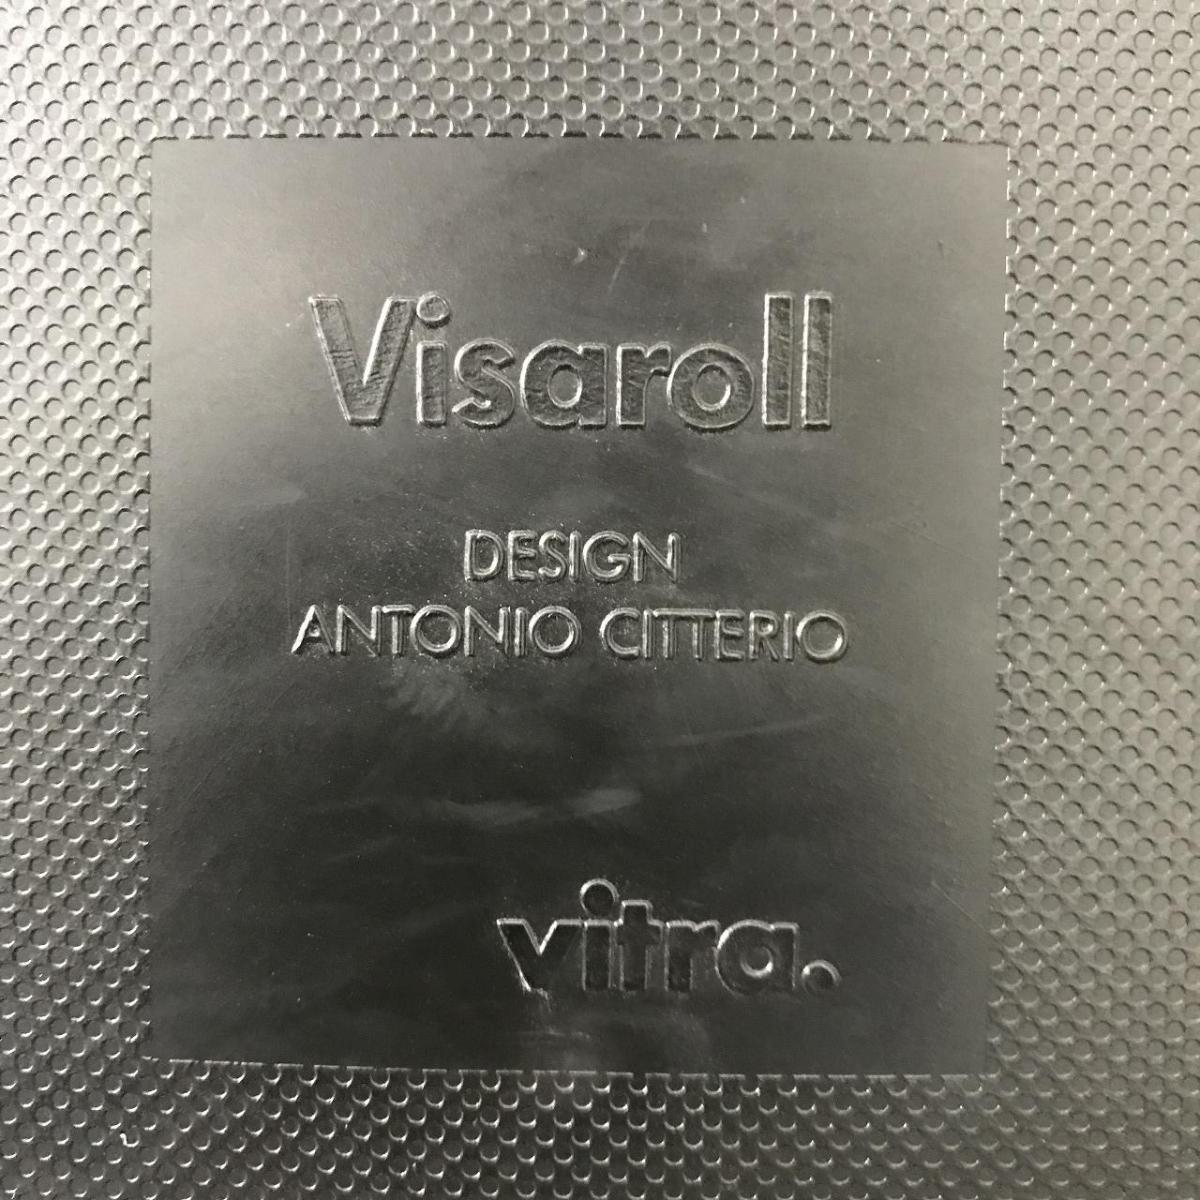 Visaroll
DESIGN
ANTONIO CITTERIO
vitra.